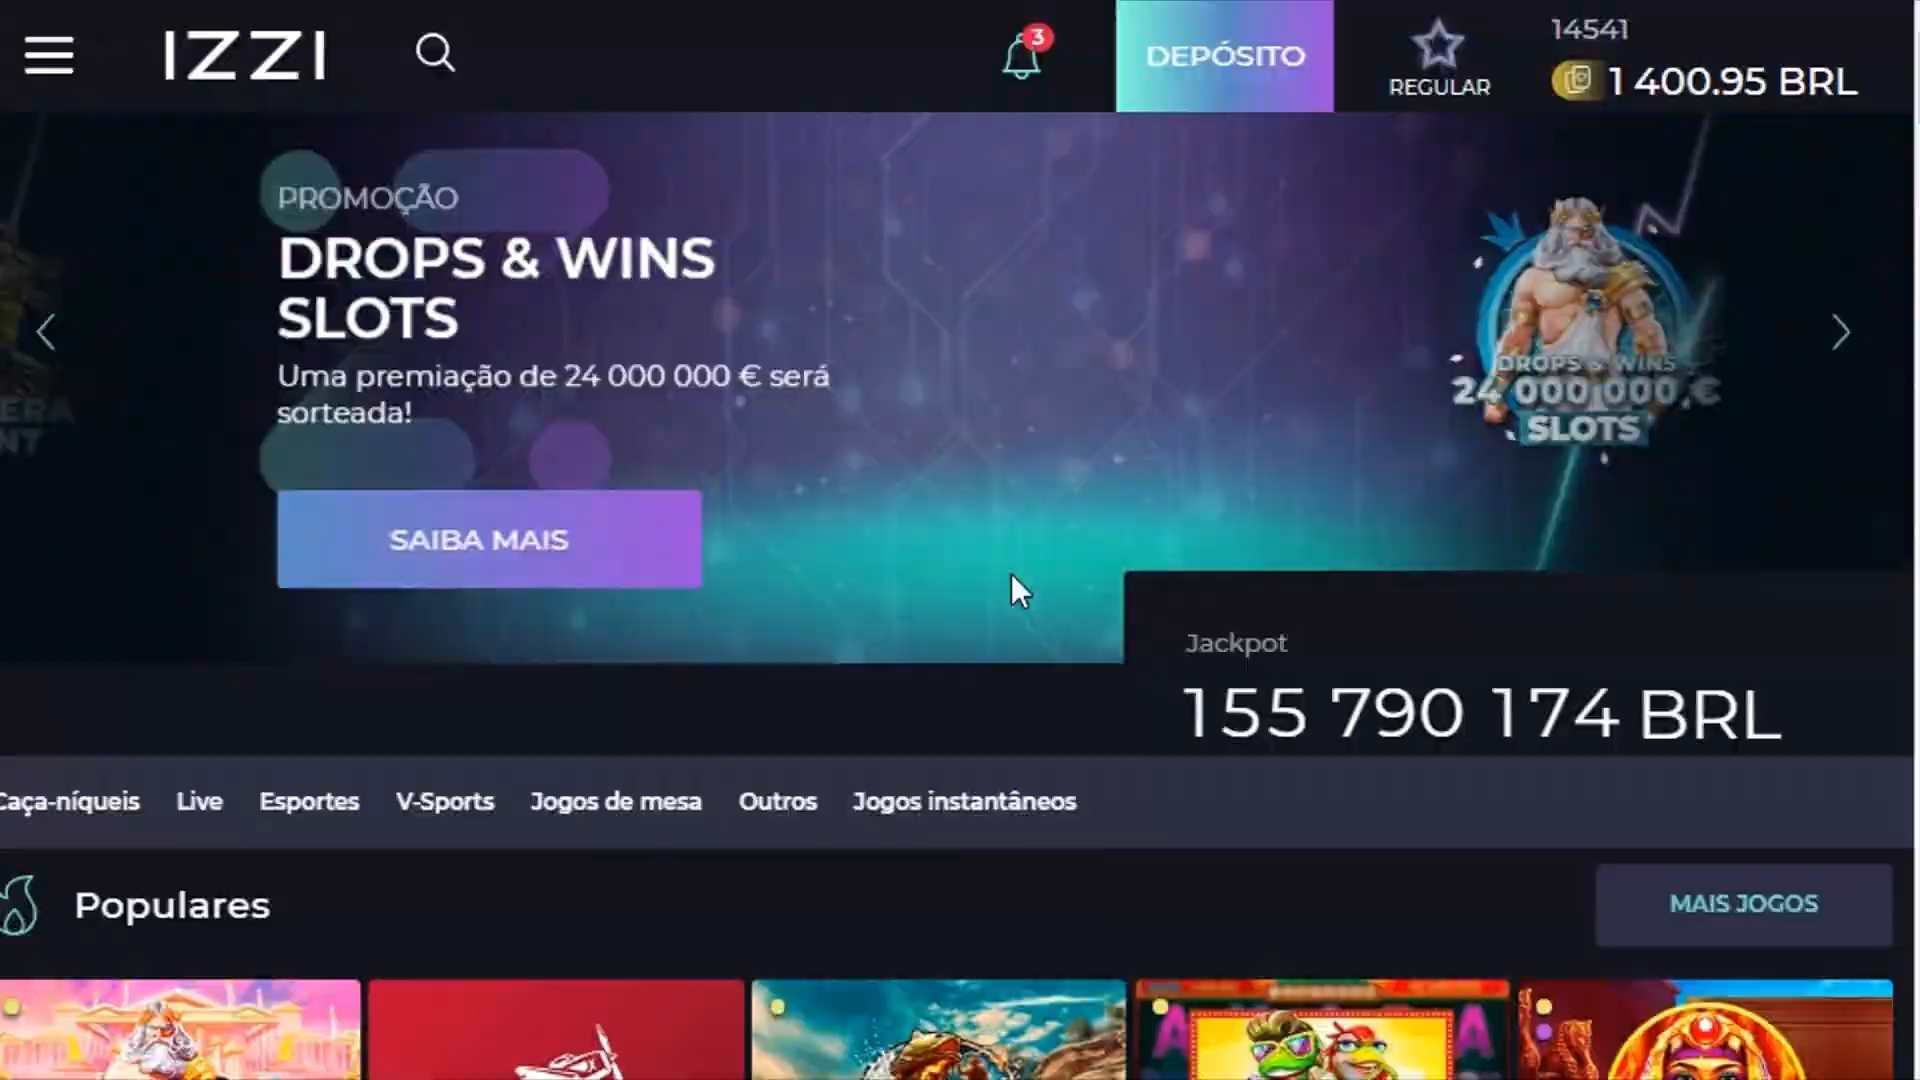 IZZI
3
DEPÓSITO
REGULAR
14541
1 400.95 BRL
PROMOÇÃO
DROPS & WINS
SLOTS
Uma premiação de 24 000 000 € será
sorteada!
SAIBA MAIS
DROPS & WINS
24 000 000 €
SLOTS
ERA
NT
Jackpot
155 790 174 BRL
Caça-níqueis Live Esportes V-Sports Jogos de mesa Outros Jogos instantâneos
Populares
MAIS JOGOS
A A